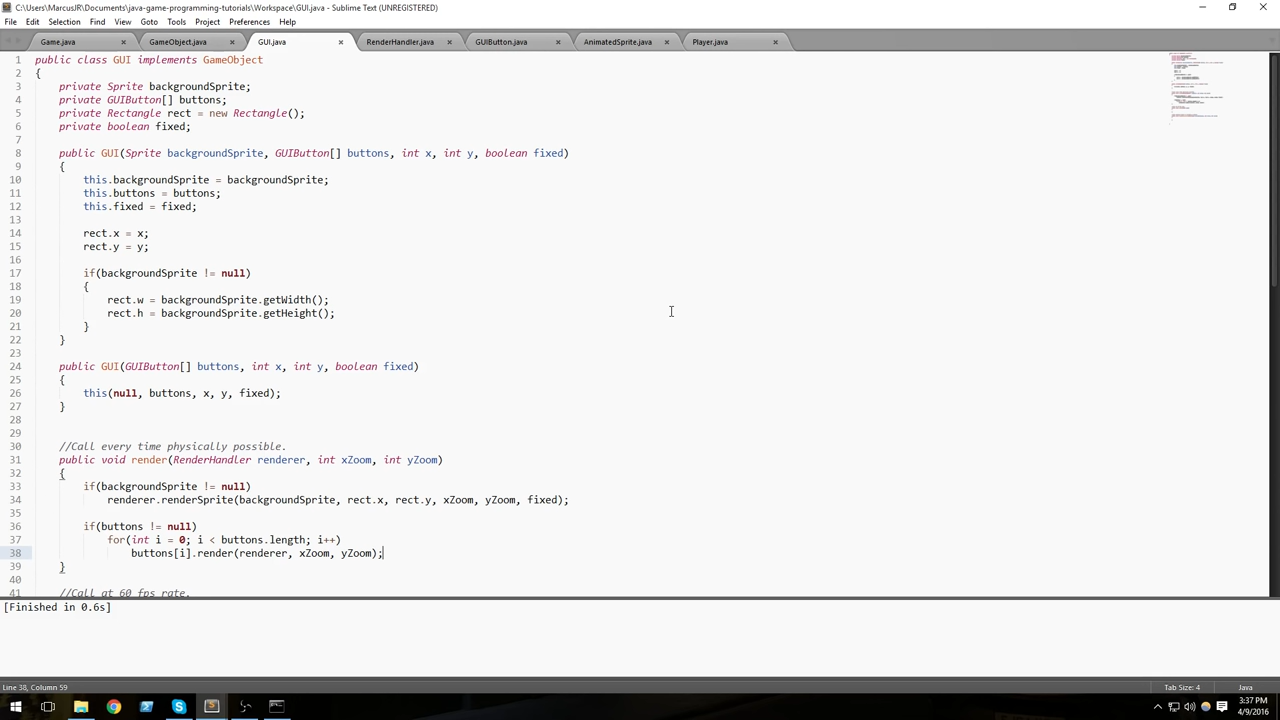 C:\Users\MarcusJR\Documents\java-game-programming-tutorials\Workspace\GUI.java - Sublime Text (UNREGISTERED)
File Edit Selection Find View Goto Tools Project Preferences Help
Game.java GameObject.java GUI.java RenderHandler.java GUIButton.java AnimatedSprite.java Player.java
1 public class GUI implements GameObject
2 {
3 private Sprite backgroundSprite;
4 private GUIButton[] buttons;
5 private Rectangle rect = new Rectangle();
6 private boolean fixed;
7
8 public GUI(Sprite backgroundSprite, GUIButton[] buttons, int x, int y, boolean fixed)
9 {
10 this.backgroundSprite = backgroundSprite;
11 this.buttons = buttons;
12 this.fixed = fixed;
13
14 rect.x = x;
15 rect.y = y;
16
17 if(backgroundSprite != null)
18 {
19 rect.w = backgroundSprite.getWidth();
20 rect.h = backgroundSprite.getHeight();
21 }
22 }
23
24 public GUI(GUIButton[] buttons, int x, int y, boolean fixed)
25 {
26 this(null, buttons, x, y, fixed);
27 }
28
29
30 //Call every time physically possible.
31 public void render(RenderHandler renderer, int xZoom, int yZoom)
32 {
33 if(backgroundSprite != null)
34 renderer.renderSprite(backgroundSprite, rect.x, rect.y, xZoom, yZoom, fixed);
35
36 if(buttons != null)
37 for(int i = 0; i < buttons.length; i++)
38 buttons[i].render(renderer, xZoom, yZoom);
39 }
40
41 //Call at 60 fps rate.
[Finished in 0.6s]
Line 38, Column 59 Tab Size: 4 Java
3:37 PM
4/9/2016